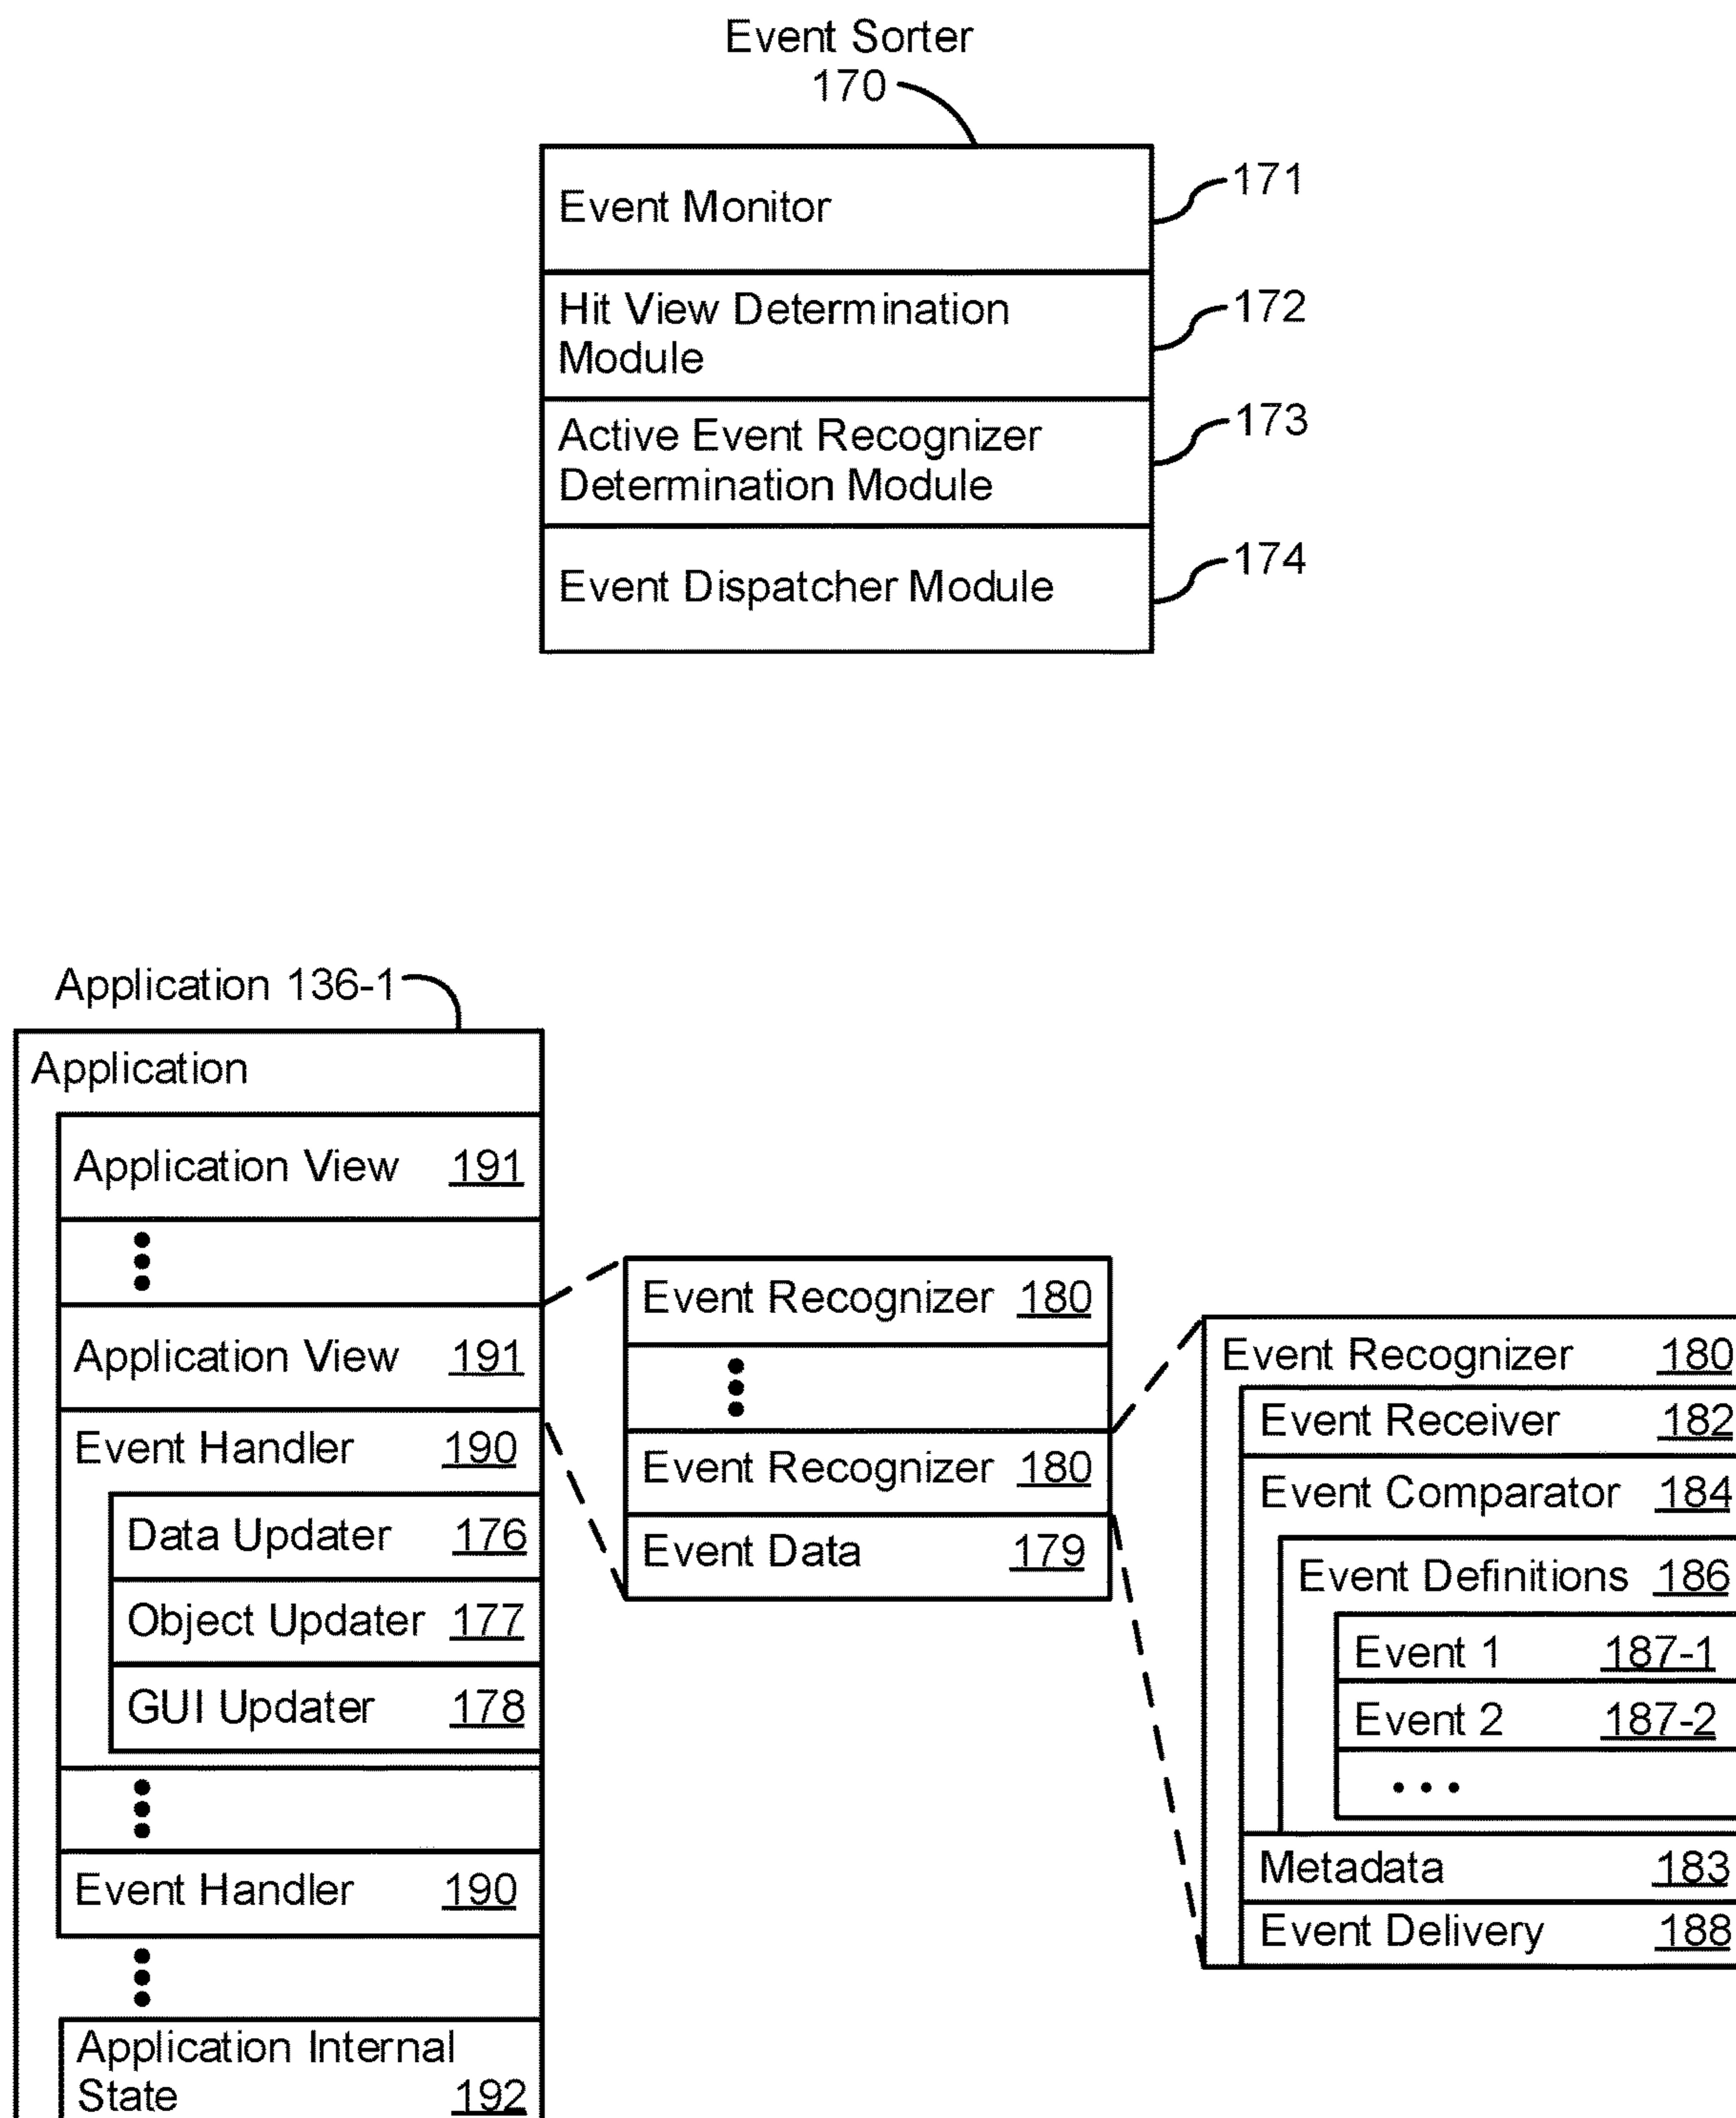 Event Sorter
170
Event Monitor
171
Hit View Determination
Module
172
Active Event Recognizer
Determination Module
173
Event Dispatcher Module
174
Application 136-1
Application
Application View 191
Application View 191
Event Handler 190
Data Updater 176
Object Updater 177
GUI Updater 178
Event Handler 190
Application Internal
State 192
Event Recognizer 180
Event Recognizer 180
Event Data 179
Event Recognizer 180
Event Receiver 182
Event Comparator 184
Event Definitions 186
Event 1 187-1
Event 2 187-2
...
Metadata 183
Event Delivery 188